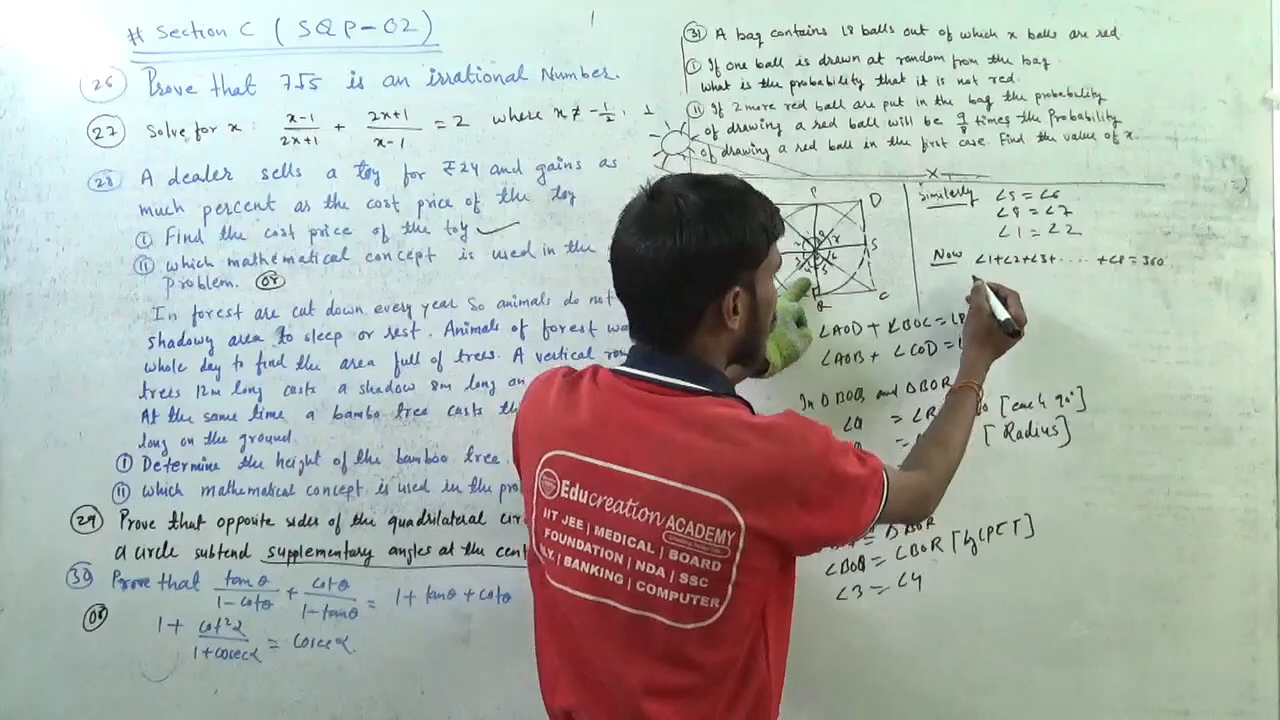 # Section C (SQP-02)
26 Prove that 7√5 is an irrational Number.
27 Solve for x: (x-1)/(2x+1) + (2x+1)/(x-1) = 2 where x ≠ -1/2, 1
28 A dealer sells a toy for ₹24 and gains as
much percent as the cost price of the toy
(i) Find the cost price of the toy
(ii) which mathematical concept is used in the
problem. OR
In forest are cut down every year so animals do not
shadowy area to sleep or rest. Animals of forest
whole day to find the area full of trees. A vertical
trees 12m long casts a shadow 8m long
At the same time a bambo tree casts
long on the ground.
(i) Determine the height of the bamboo tree.
(ii) which mathematical concept is used in the
29 Prove that opposite sides of the quadrilateral
a circle subtend supplementary angles at the
30 Prove that tanθ/(1-cotθ) + cotθ/(1-tanθ) = 1+tanθ+cotθ
OR
1 + cot²α/(1+cosecα) = cosecα
31 A bag contains 18 balls out of which x balls are red
(i) If one ball is drawn at random from the bag.
what is the probability that it is not red.
(ii) If 2 more red ball are put in the bag the probability
of drawing a red ball will be 9/8 times the Probability
of drawing a red ball in the first case. Find the value of x.
X
P
D
S
C
R
∠AOD + ∠BOC =
∠AOB + ∠COD =
In ΔBOQ and ΔBOR
[each 90°]
[Radius]
∠BOQ = ∠BOR [by CPCT]
∠3 = ∠4
Similarly ∠5 = ∠6
∠8 = ∠7
∠1 = ∠2
Now ∠1+∠2+∠3+.....+∠8=360
Educreation ACADEMY
IIT JEE | MEDICAL | BOARD
FOUNDATION | NDA | SSC
POLY. | BANKING | COMPUTER